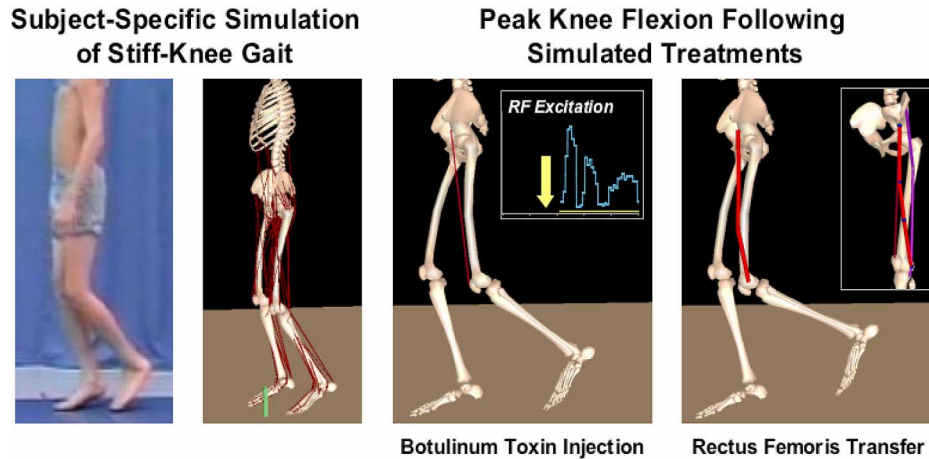 Subject-Specific Simulation
of Stiff-Knee Gait
Peak Knee Flexion Following
Simulated Treatments
RF Excitation
Botulinum Toxin Injection
Rectus Femoris Transfer